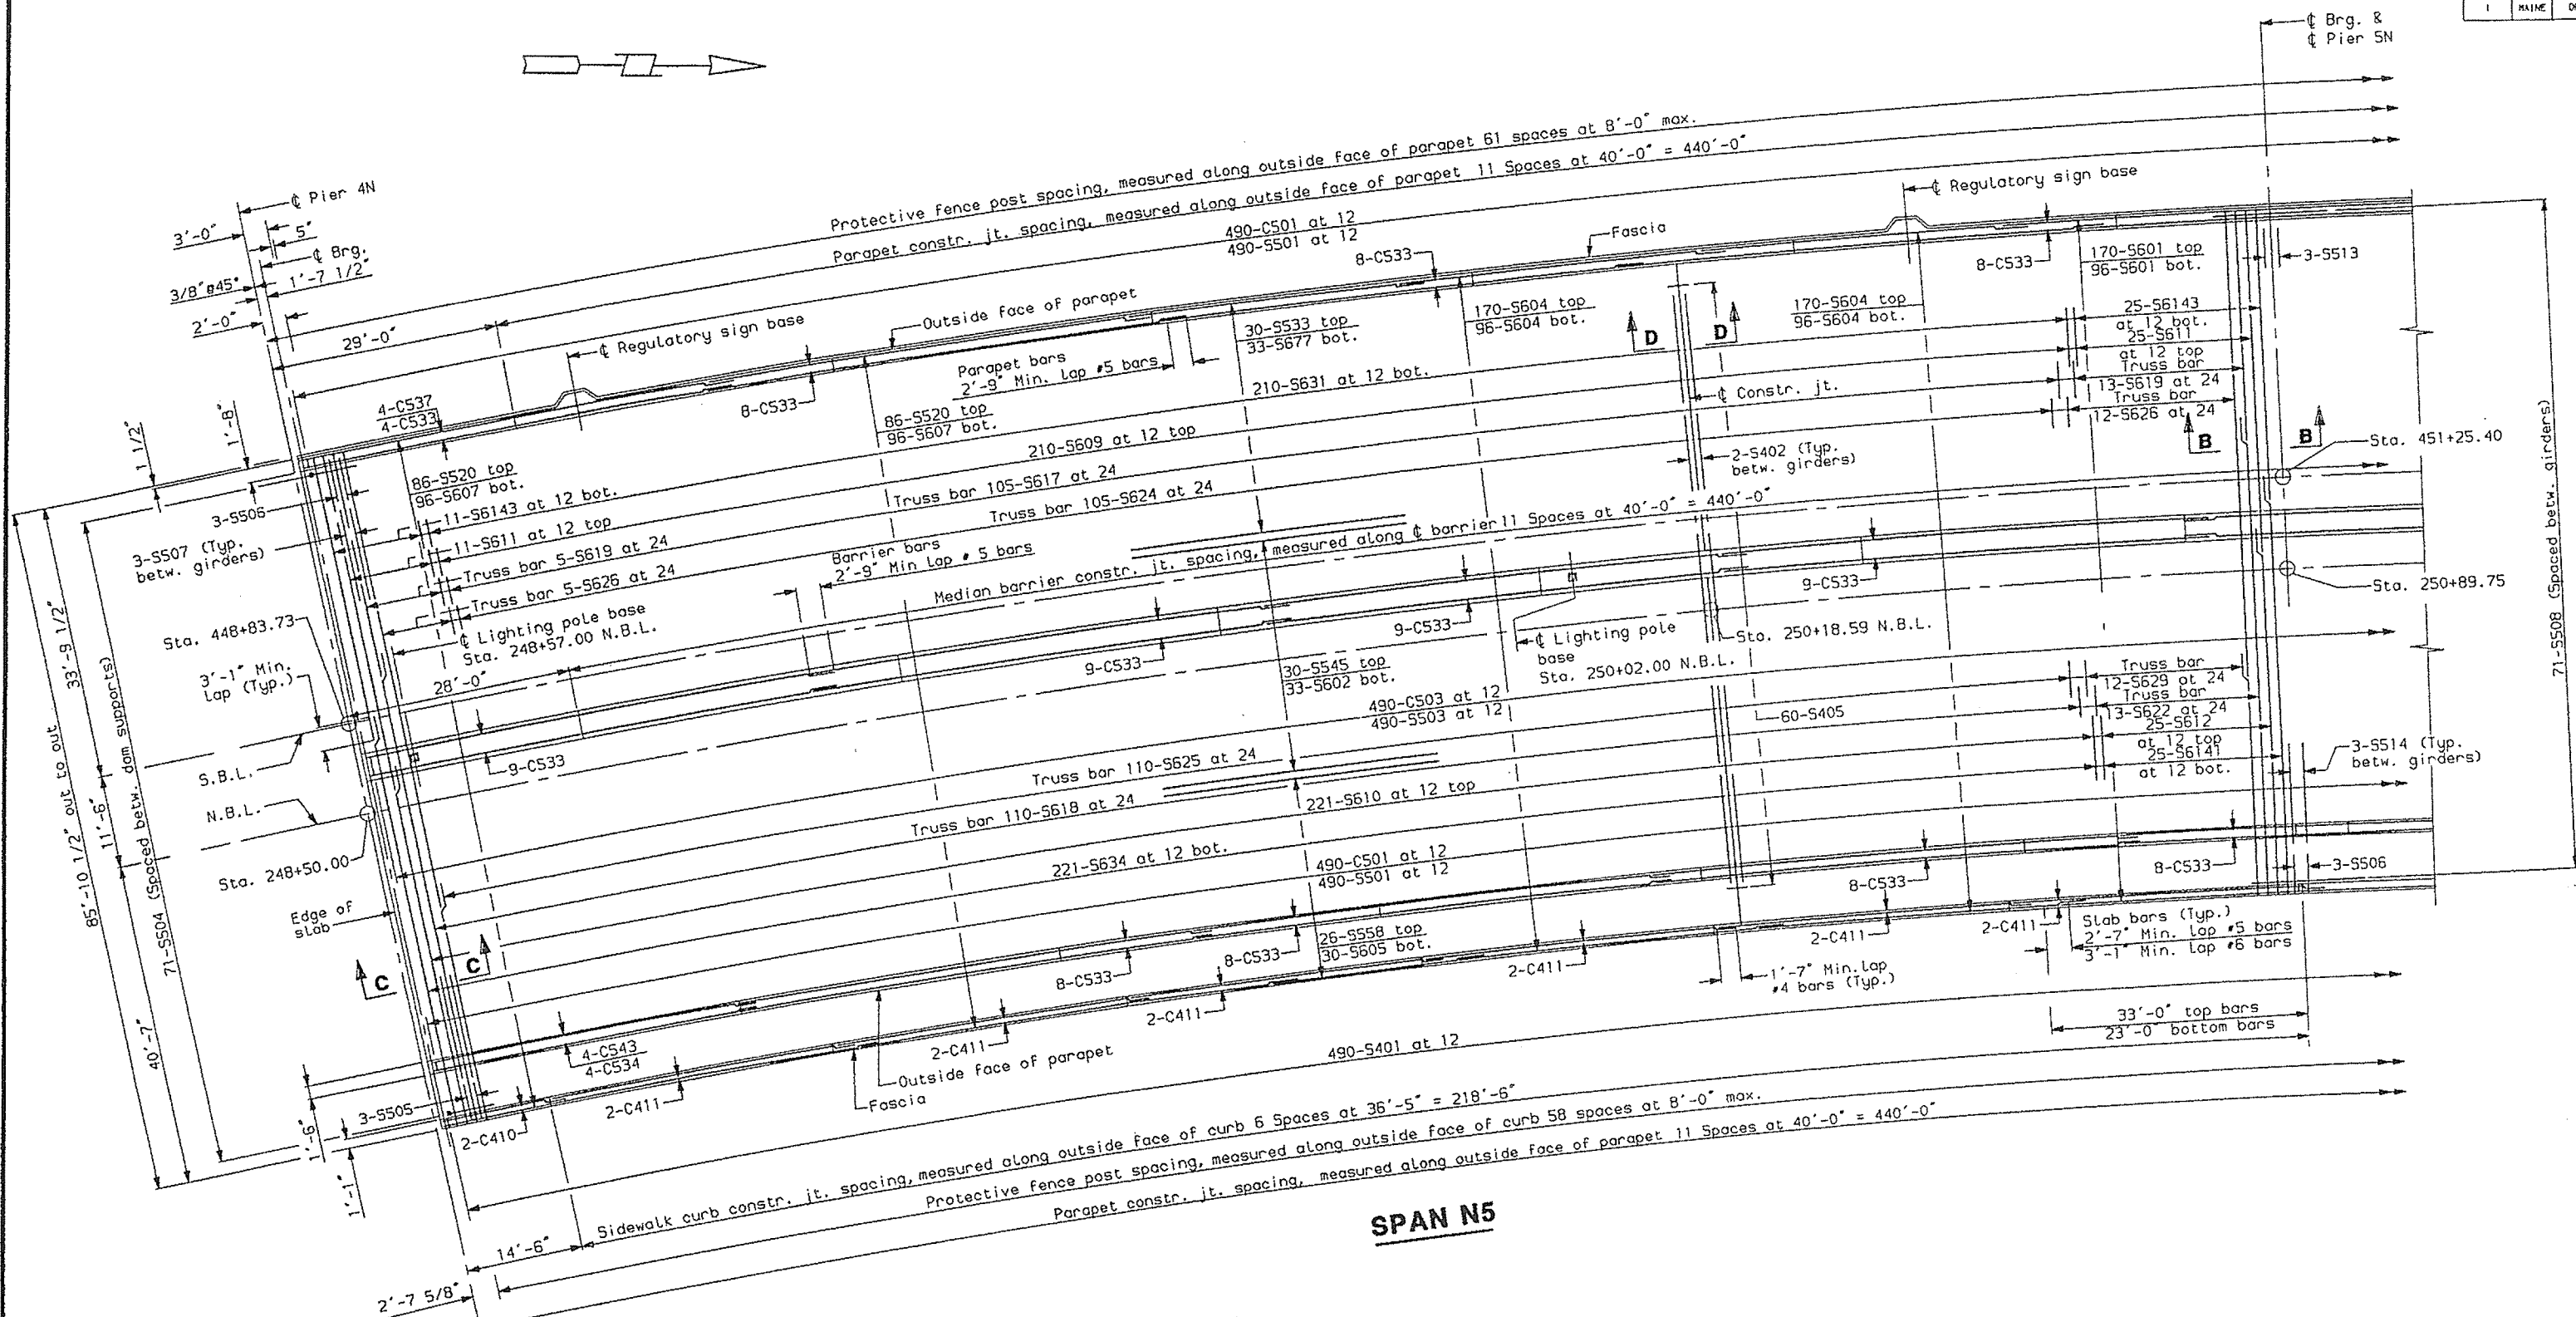 1 MAINE
℄ Brg. &
℄ Pier 5N
℄ Pier 4N
3'-0"
5"
℄ Brg.
3/8"@45°
1'-7 1/2"
2'-0"
29'-0"
Protective fence post spacing, measured along outside face of parapet 61 spaces at 8'-0" max.
Parapet constr. jt. spacing, measured along outside face of parapet 11 Spaces at 40'-0" = 440'-0"
490-C501 at 12
490-S501 at 12
8-C533
Fascia
℄ Regulatory sign base
8-C533
170-S601 top
96-S601 bot.
3-S513
℄ Regulatory sign base
Outside face of parapet
Parapet bars
2'-9" Min. Lap #5 bars
30-S533 top
33-S677 bot.
170-S604 top
96-S604 bot.
D
D
170-S604 top
96-S604 bot.
25-S6143
at 12 bot.
25-S611
at 12 top
Truss bar
13-S619 at 24
Truss bar
12-S626 at 24
4-C537
4-C533
8-C533
86-S520 top
96-S607 bot.
210-S631 at 12 bot.
℄ Constr. jt.
B
B
Sta. 451+25.40
1 1/2"
1'-8"
86-S520 top
96-S607 bot.
210-S609 at 12 top
2-S402 (Typ.
betw. girders)
71-S508 (Spaced betw. girders)
3-S506
11-S6143 at 12 bot.
Truss bar 105-S617 at 24
Truss bar 105-S624 at 24
3-S507 (Typ.
betw. girders)
11-S611 at 12 top
Truss bar 5-S619 at 24
Truss bar 5-S626 at 24
Barrier bars
2'-9" Min Lap # 5 bars
Median barrier constr. jt. spacing, measured along ℄ barrier 11 Spaces at 40'-0" = 440'-0"
9-C533
Sta. 250+89.75
Sta. 448+83.73
℄ Lighting pole base
Sta. 248+57.00 N.B.L.
9-C533
9-C533
℄ Lighting pole
base
Sta. 250+02.00 N.B.L.
Sta. 250+18.59 N.B.L.
3'-1" Min.
Lap (Typ.)
28'-0"
30-S545 top
33-S602 bot.
490-C503 at 12
490-S503 at 12
60-S405
Truss bar
12-S629 at 24
Truss bar
13-S622 at 24
25-S612
at 12 top
25-S6141
at 12 bot.
3-S514 (Typ.
betw. girders)
S.B.L.
9-C533
N.B.L.
Truss bar 110-S625 at 24
Truss bar 110-S618 at 24
221-S610 at 12 top
221-S634 at 12 bot.
490-C501 at 12
490-S501 at 12
Sta. 248+50.00
Edge of
slab
33'-9 1/2"
11'-6"
40'-7"
85'-10 1/2" out to out
71-S504 (Spaced betw. dam supports)
C
C
8-C533
8-C533
8-C533
3-S506
26-S558 top
30-S605 bot.
8-C533
8-C533
2-C411
1'-7" Min. Lap
#4 bars (Typ.)
2-C411
2-C411
Slab bars (Typ.)
2'-7" Min. Lap #5 bars
3'-1" Min. Lap #6 bars
33'-0" top bars
23'-0" bottom bars
4-C543
4-C534
2-C411
2-C411
Outside face of parapet
Fascia
490-S401 at 12
2-C411
3-S505
2-C410
1'-6"
1'-1"
Sidewalk curb constr. jt. spacing, measured along outside face of curb 6 Spaces at 36'-5" = 218'-6"
Protective fence post spacing, measured along outside face of curb 58 spaces at 8'-0" max.
Parapet constr. jt. spacing, measured along outside face of parapet 11 Spaces at 40'-0" = 440'-0"
14'-6"
2'-7 5/8"
SPAN N5